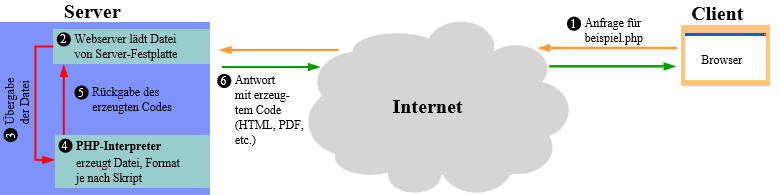 Server
❷ Webserver lädt Datei
von Server-Festplatte
❸ Übergabe
der Datei
❺ Rückgabe des
erzeugten Codes
❹ PHP-Interpreter
erzeugt Datei, Format
je nach Skript
❻ Antwort
mit erzeug-
tem Code
(HTML, PDF,
etc.)
Internet
❶ Anfrage für
beispiel.php
Client
Browser